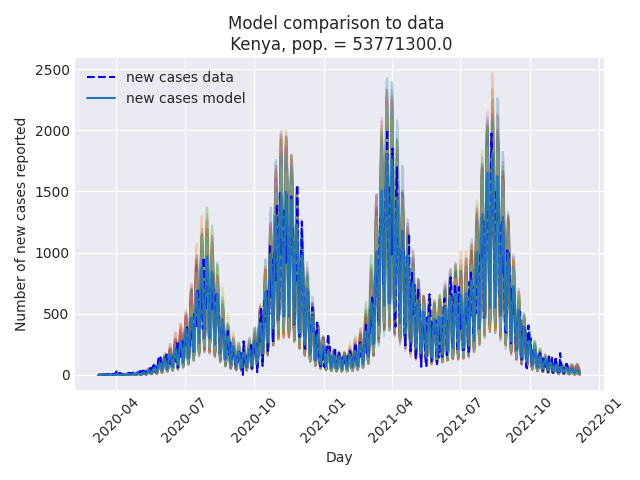 Model comparison to data
Kenya, pop. = 53771300.0
new cases data
new cases model
Number of new cases reported
2500
2000
1500
1000
500
0
2020-04
2020-07
2020-10
2021-01
2021-04
2021-07
2021-10
2022-01
Day